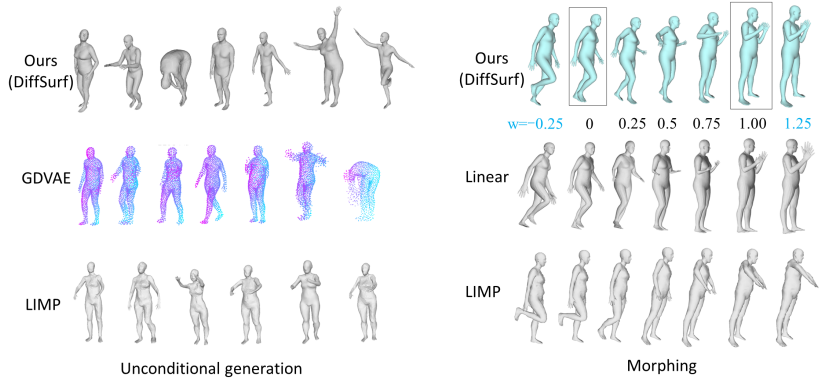 Ours
(DiffSurf)
GDVAE
LIMP
Unconditional generation
Ours
(DiffSurf)
w=−0.25 0 0.25 0.5 0.75 1.00 1.25
Linear
LIMP
Morphing